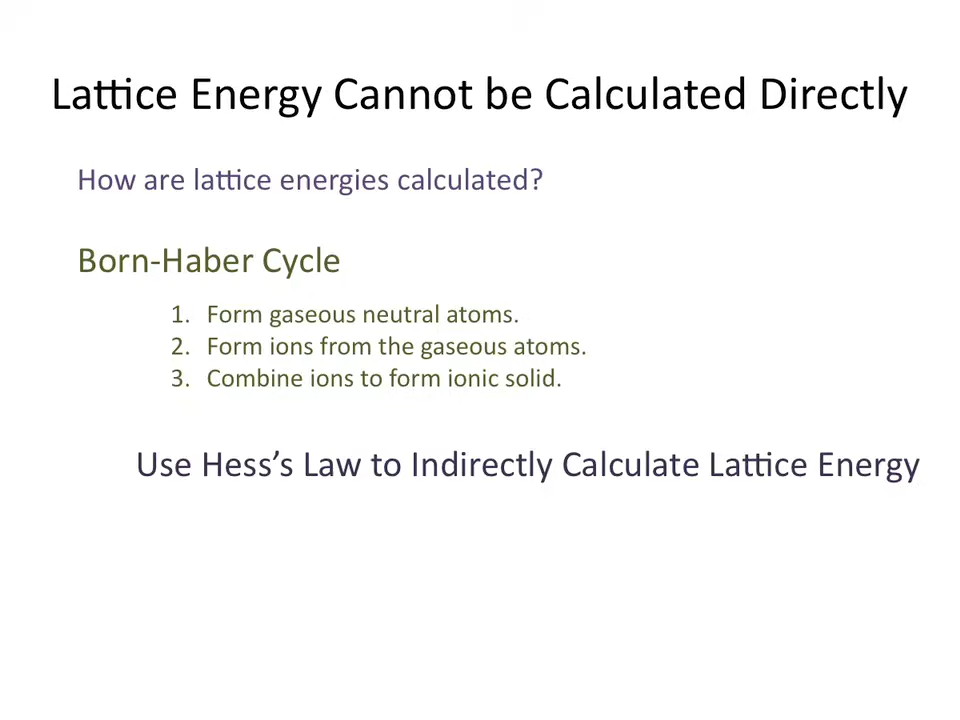 Lattice Energy Cannot be Calculated Directly
How are lattice energies calculated?
Born-Haber Cycle
1. Form gaseous neutral atoms.
2. Form ions from the gaseous atoms.
3. Combine ions to form ionic solid.
Use Hess’s Law to Indirectly Calculate Lattice Energy